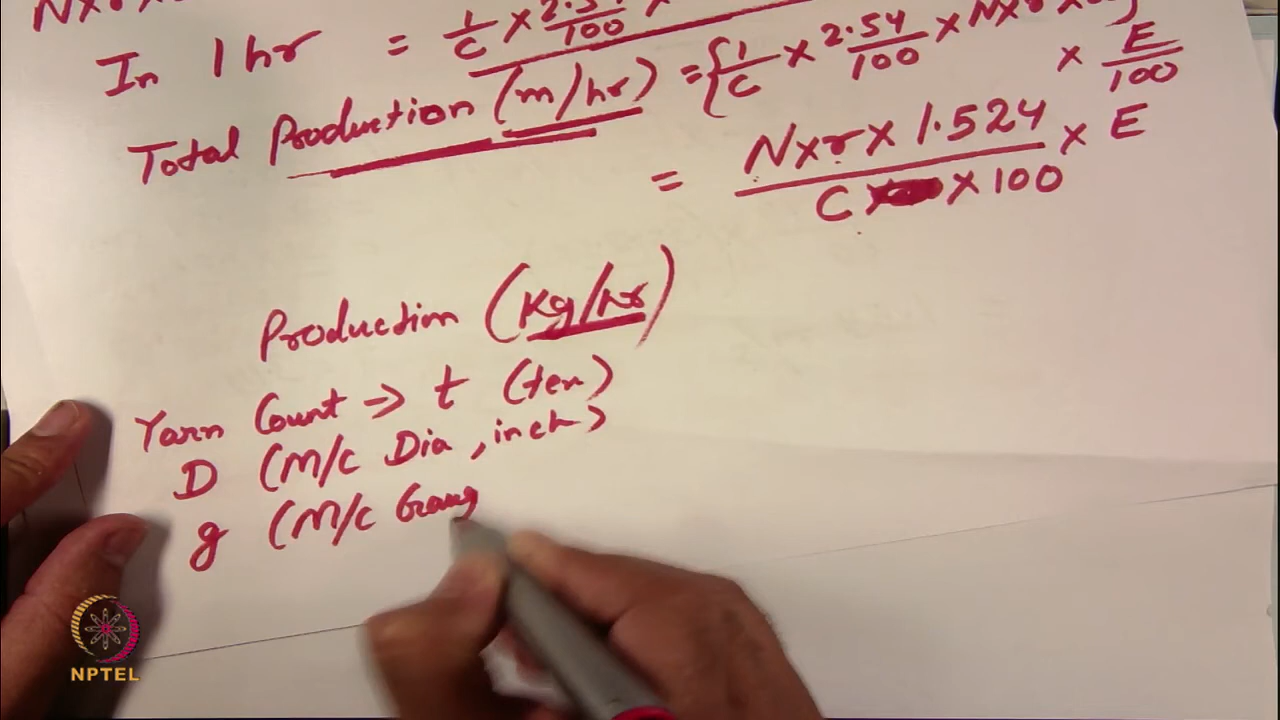 N×r×
In 1 hr = 1/C × 2.54/100 ×
Total Production (m/hr) = {1/C × 2.54/100 × N×r×
× E/100
= N×r×1.524/C × 100 × E
Production (kg/hr)
Yarn Count → t (tex)
D (M/c Dia, inch)
g (M/c Gaug
NPTEL